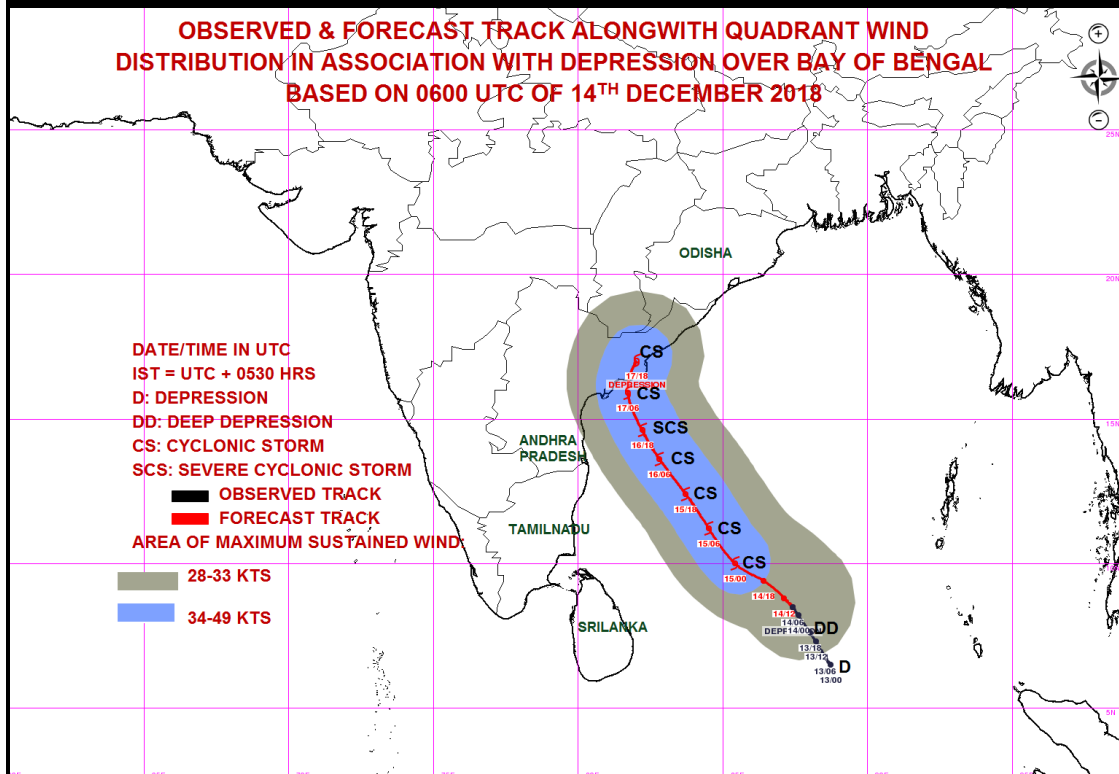 OBSERVED & FORECAST TRACK ALONGWITH QUADRANT WIND
DISTRIBUTION IN ASSOCIATION WITH DEPRESSION OVER BAY OF BENGAL
BASED ON 0600 UTC OF 14TH DECEMBER 2018
25N
ODISHA
20N
DATE/TIME IN UTC
IST = UTC + 0530 HRS
D: DEPRESSION
DD: DEEP DEPRESSION
CS: CYCLONIC STORM
SCS: SEVERE CYCLONIC STORM
OBSERVED TRACK
FORECAST TRACK
AREA OF MAXIMUM SUSTAINED WIND:
28-33 KTS
34-49 KTS
CS
17/18
DEPRESSION
CS
17/06
15N
SCS
16/18
ANDHRA
PRADESH
CS
16/06
CS
15/18
TAMILNADU
CS
15/06
CS
15/00
14/18
14/12
14/06
14/00
SRILANKA
DD
13/18
13/12
D
13/06
13/00
5N